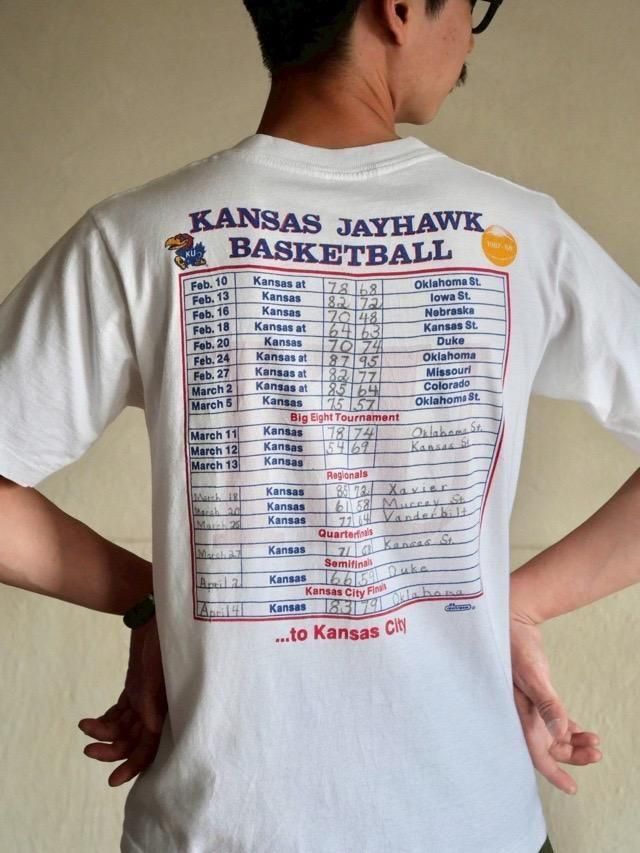 KANSAS JAYHAWK
BASKETBALL
KU
1987-88
Feb. 10 Kansas at 78 68 Oklahoma St.
Feb. 13 Kansas 82 72 Iowa St.
Feb. 16 Kansas 70 48 Nebraska
Feb. 18 Kansas at 64 63 Kansas St.
Feb. 20 Kansas 70 74 Duke
Feb. 24 Kansas at 87 95 Oklahoma
Feb. 27 Kansas at 82 77 Missouri
March 2 Kansas at 85 64 Colorado
March 5 Kansas 75 57 Oklahoma St.
Big Eight Tournament
March 11 Kansas 78 74 Oklahoma St.
March 12 Kansas 54 69 Kansas St.
March 13 Kansas
Regionals
March 18 Kansas 85 72 Xavier
March 20 Kansas 61 58 Murray St.
March Kansas 77 64 Vanderbilt
Quarterfinals
March 27 Kansas 71 Kansas St.
Semifinals
April 2 Kansas 66 59 Duke
Kansas City Finals
April 4 Kansas 83 79 Oklahoma
...to Kansas City